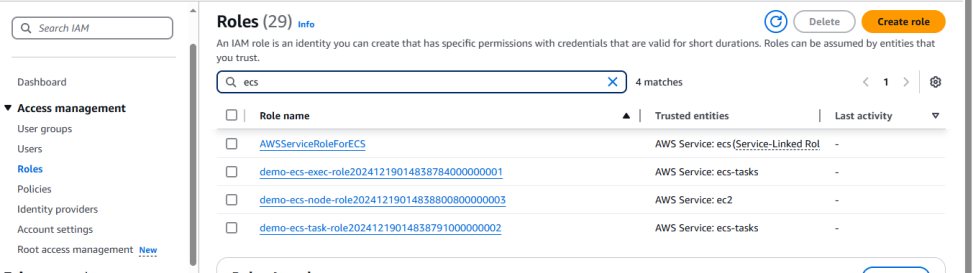 Search IAM
Dashboard
Access management
User groups
Users
Roles
Policies
Identity providers
Account settings
Root access management New
Roles (29) Info
Delete
Create role
An IAM role is an identity you can create that has specific permissions with credentials that are valid for short durations. Roles can be assumed by entities that
you trust.
ecs
4 matches
1
Role name Trusted entities Last activity
AWSServiceRoleForECS AWS Service: ecs (Service-Linked Rol -
demo-ecs-exec-role20241219014838784000000001 AWS Service: ecs-tasks -
demo-ecs-node-role20241219014838800800000003 AWS Service: ec2 -
demo-ecs-task-role20241219014838791000000002 AWS Service: ecs-tasks -